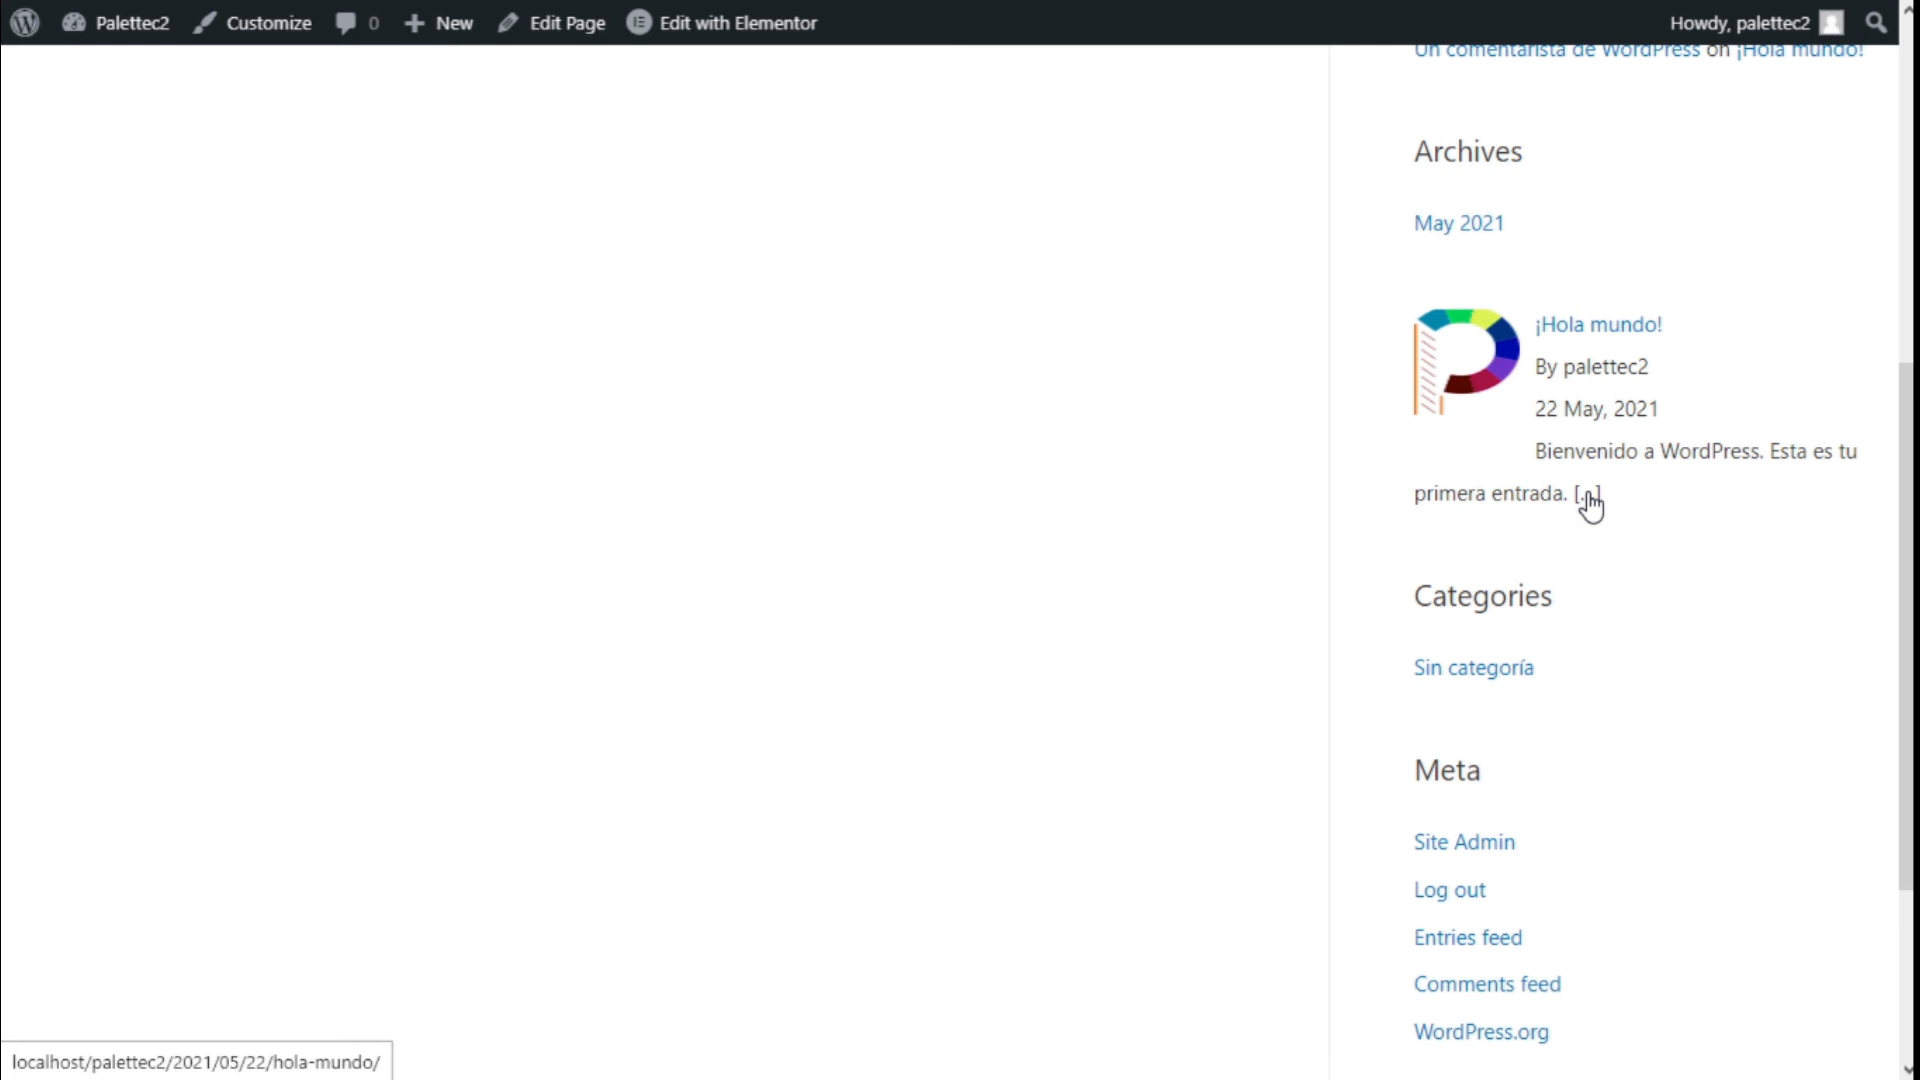 Palettec2 Customize 0 New Edit Page Edit with Elementor Howdy, palettec2
Un comentarista de WordPress on ¡Hola mundo!
Archives
May 2021
¡Hola mundo!
By palettec2
22 May, 2021
Bienvenido a WordPress. Esta es tu
primera entrada. [...]
Categories
Sin categoría
Meta
Site Admin
Log out
Entries feed
Comments feed
WordPress.org
localhost/palettec2/2021/05/22/hola-mundo/